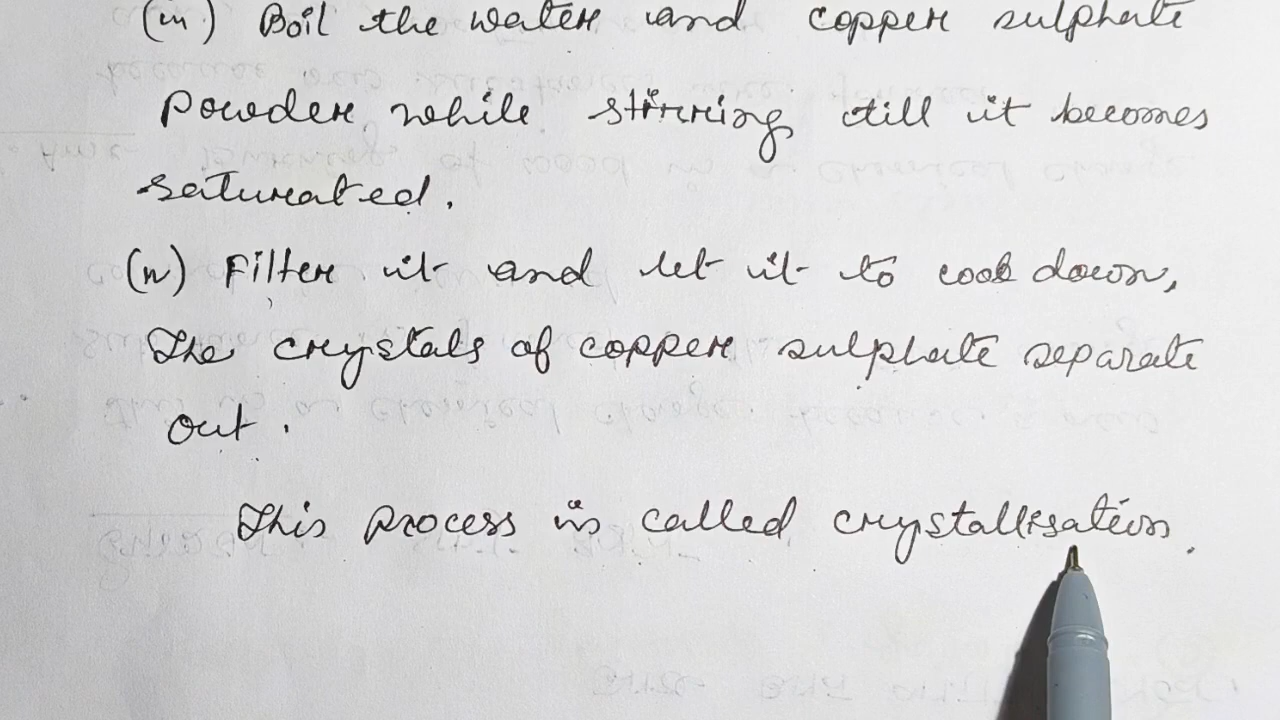 (iii) Boil the water and copper sulphate
powder while stirring till it becomes
saturated.
(iv) Filter it and let it to cool down,
The crystals of copper sulphate separate
out.
This process is called crystallisation.